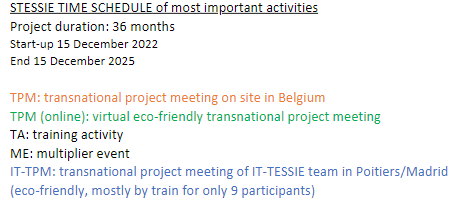 STESSIE TIME SCHEDULE of most important activities
Project duration: 36 months
Start-up 15 December 2022
End 15 December 2025
TPM: transnational project meeting on site in Belgium
TPM (online): virtual eco-friendly transnational project meeting
TA: training activity
ME: multiplier event
IT-TPM: transnational project meeting of IT-TESSIE team in Poitiers/Madrid
(eco-friendly, mostly by train for only 9 participants)